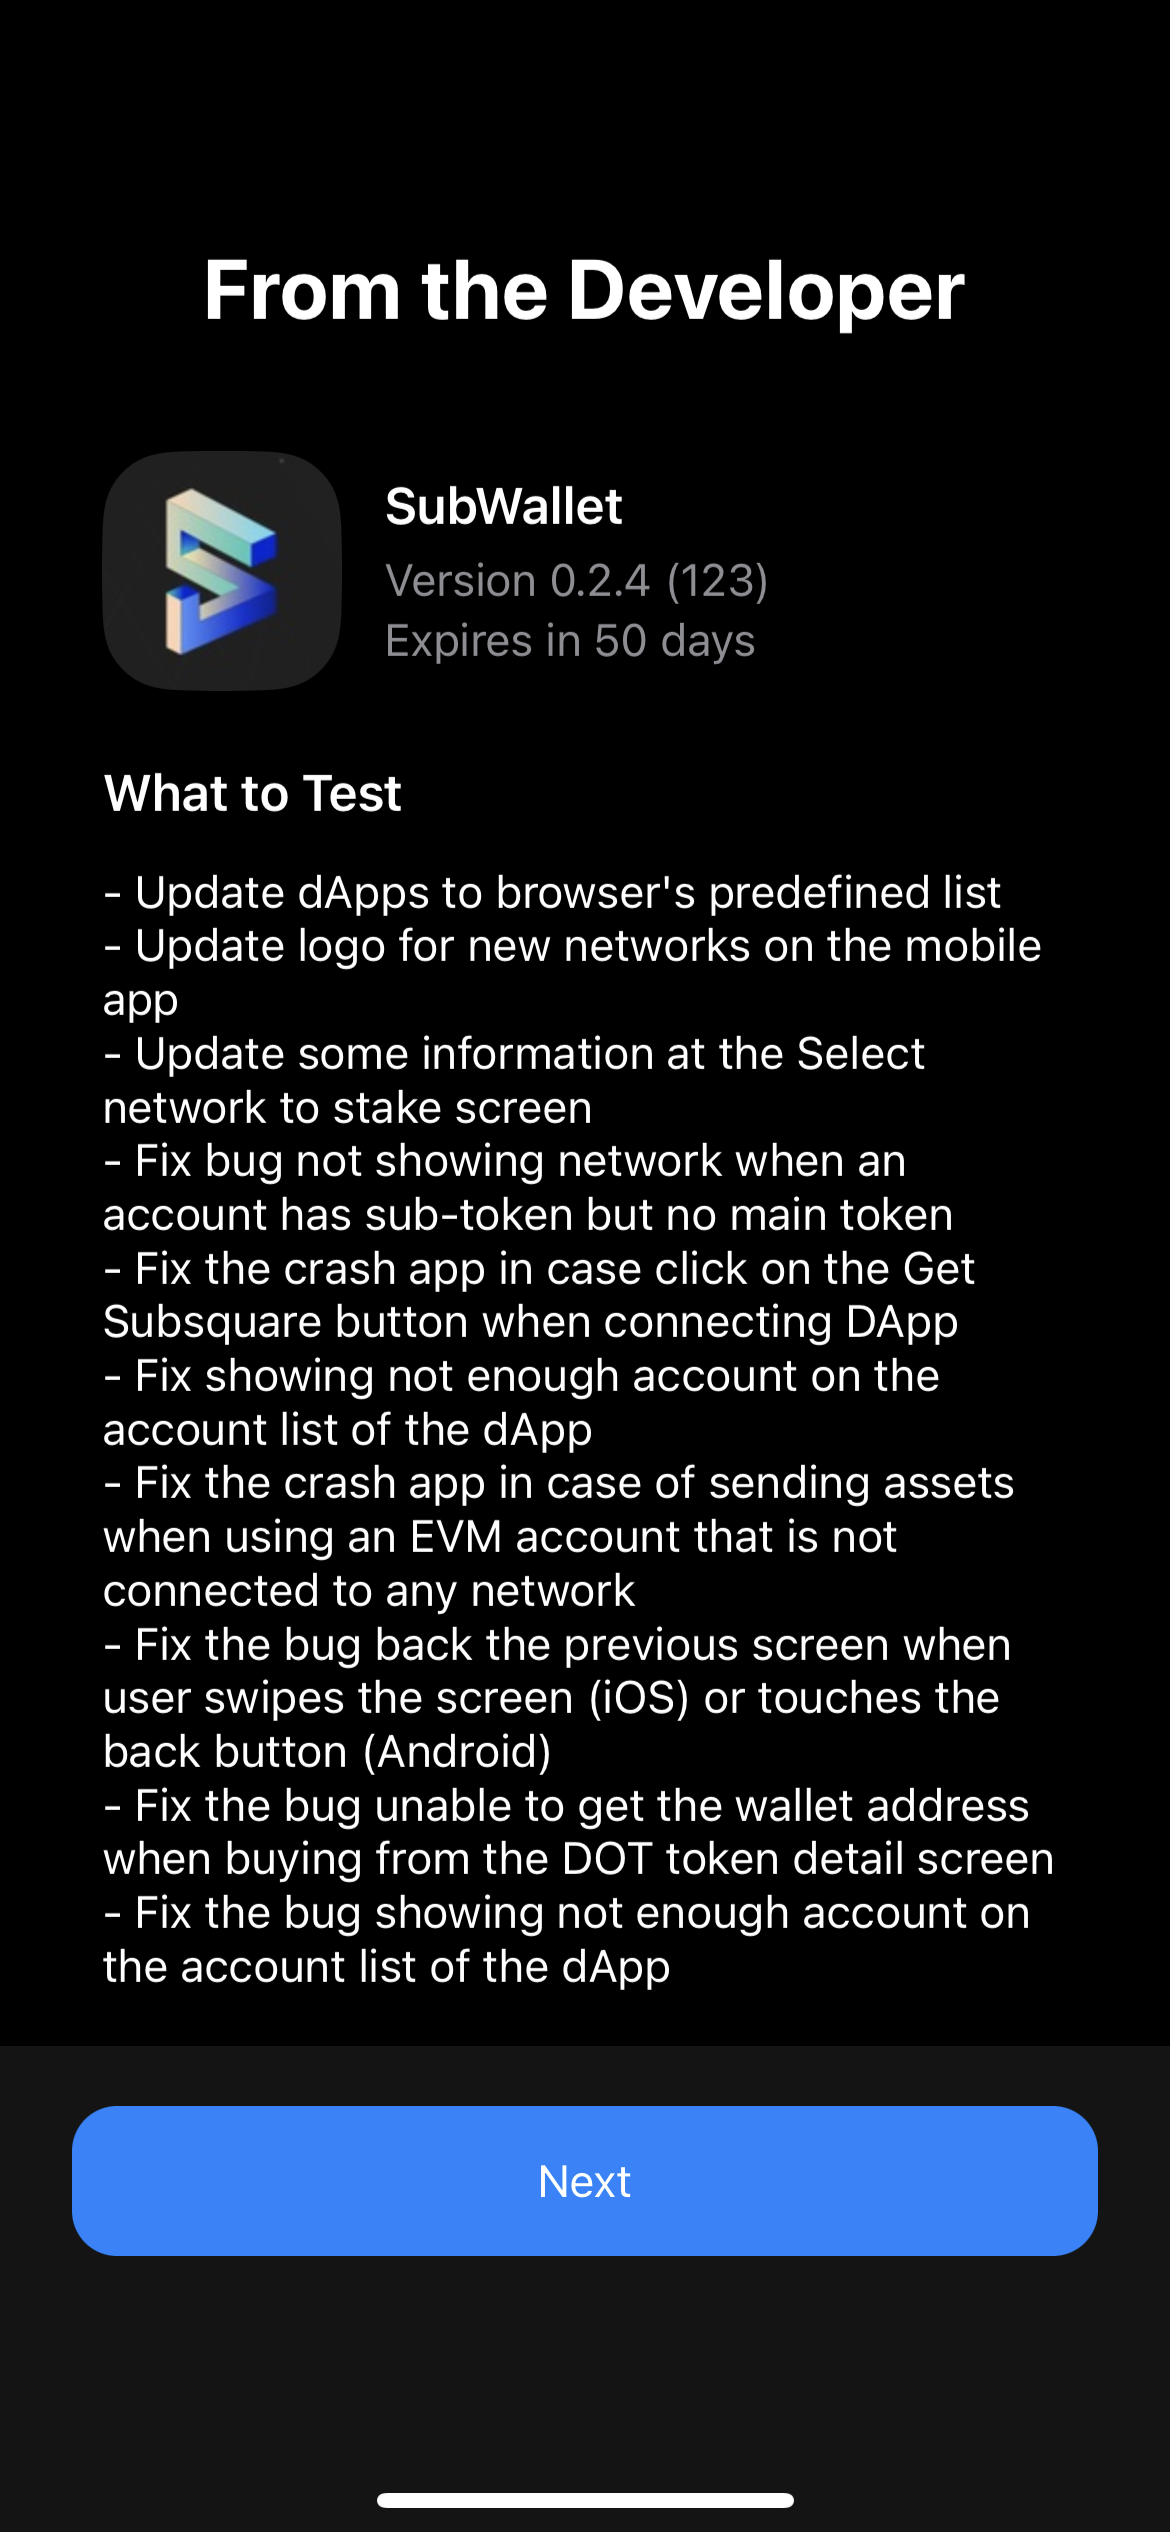 From the Developer
SubWallet
Version 0.2.4 (123)
Expires in 50 days
What to Test
- Update dApps to browser's predefined list
- Update logo for new networks on the mobile
app
- Update some information at the Select
network to stake screen
- Fix bug not showing network when an
account has sub-token but no main token
- Fix the crash app in case click on the Get
Subsquare button when connecting DApp
- Fix showing not enough account on the
account list of the dApp
- Fix the crash app in case of sending assets
when using an EVM account that is not
connected to any network
- Fix the bug back the previous screen when
user swipes the screen (iOS) or touches the
back button (Android)
- Fix the bug unable to get the wallet address
when buying from the DOT token detail screen
- Fix the bug showing not enough account on
the account list of the dApp
Next